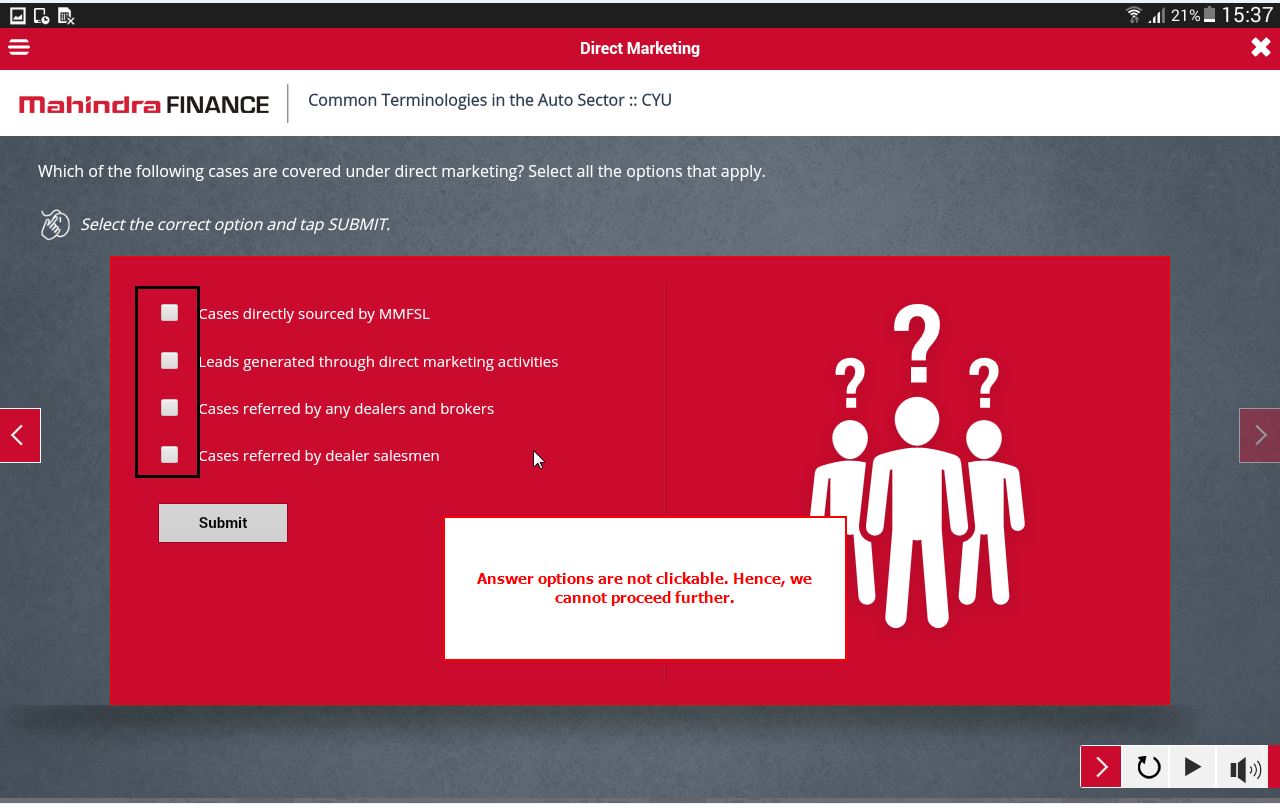 21% 15:37
Direct Marketing
Mahindra FINANCE
Common Terminologies in the Auto Sector :: CYU
Which of the following cases are covered under direct marketing? Select all the options that apply.
Select the correct option and tap SUBMIT.
Cases directly sourced by MMFSL
Leads generated through direct marketing activities
Cases referred by any dealers and brokers
Cases referred by dealer salesmen
Submit
? ? ?
Answer options are not clickable. Hence, we
cannot proceed further.